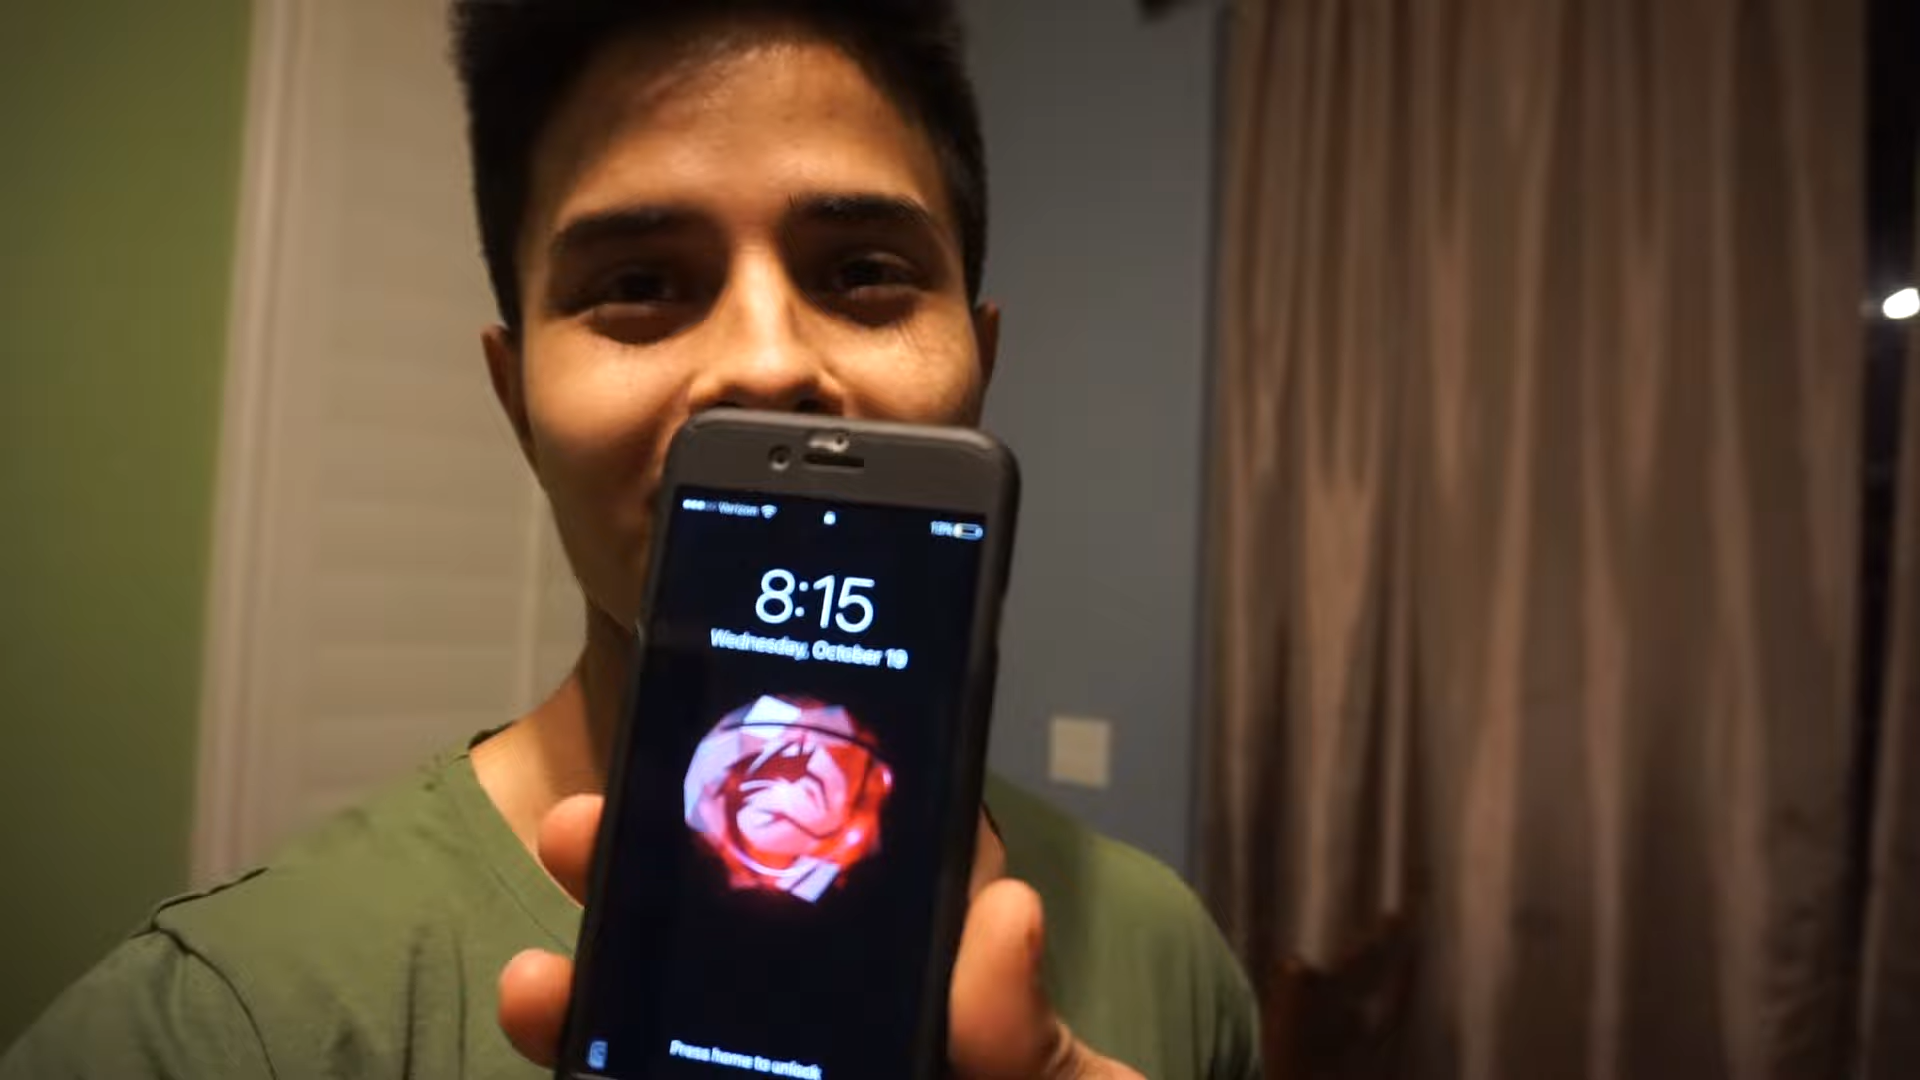 Verizon
8:15
Wednesday, October 19
Press home to unlock